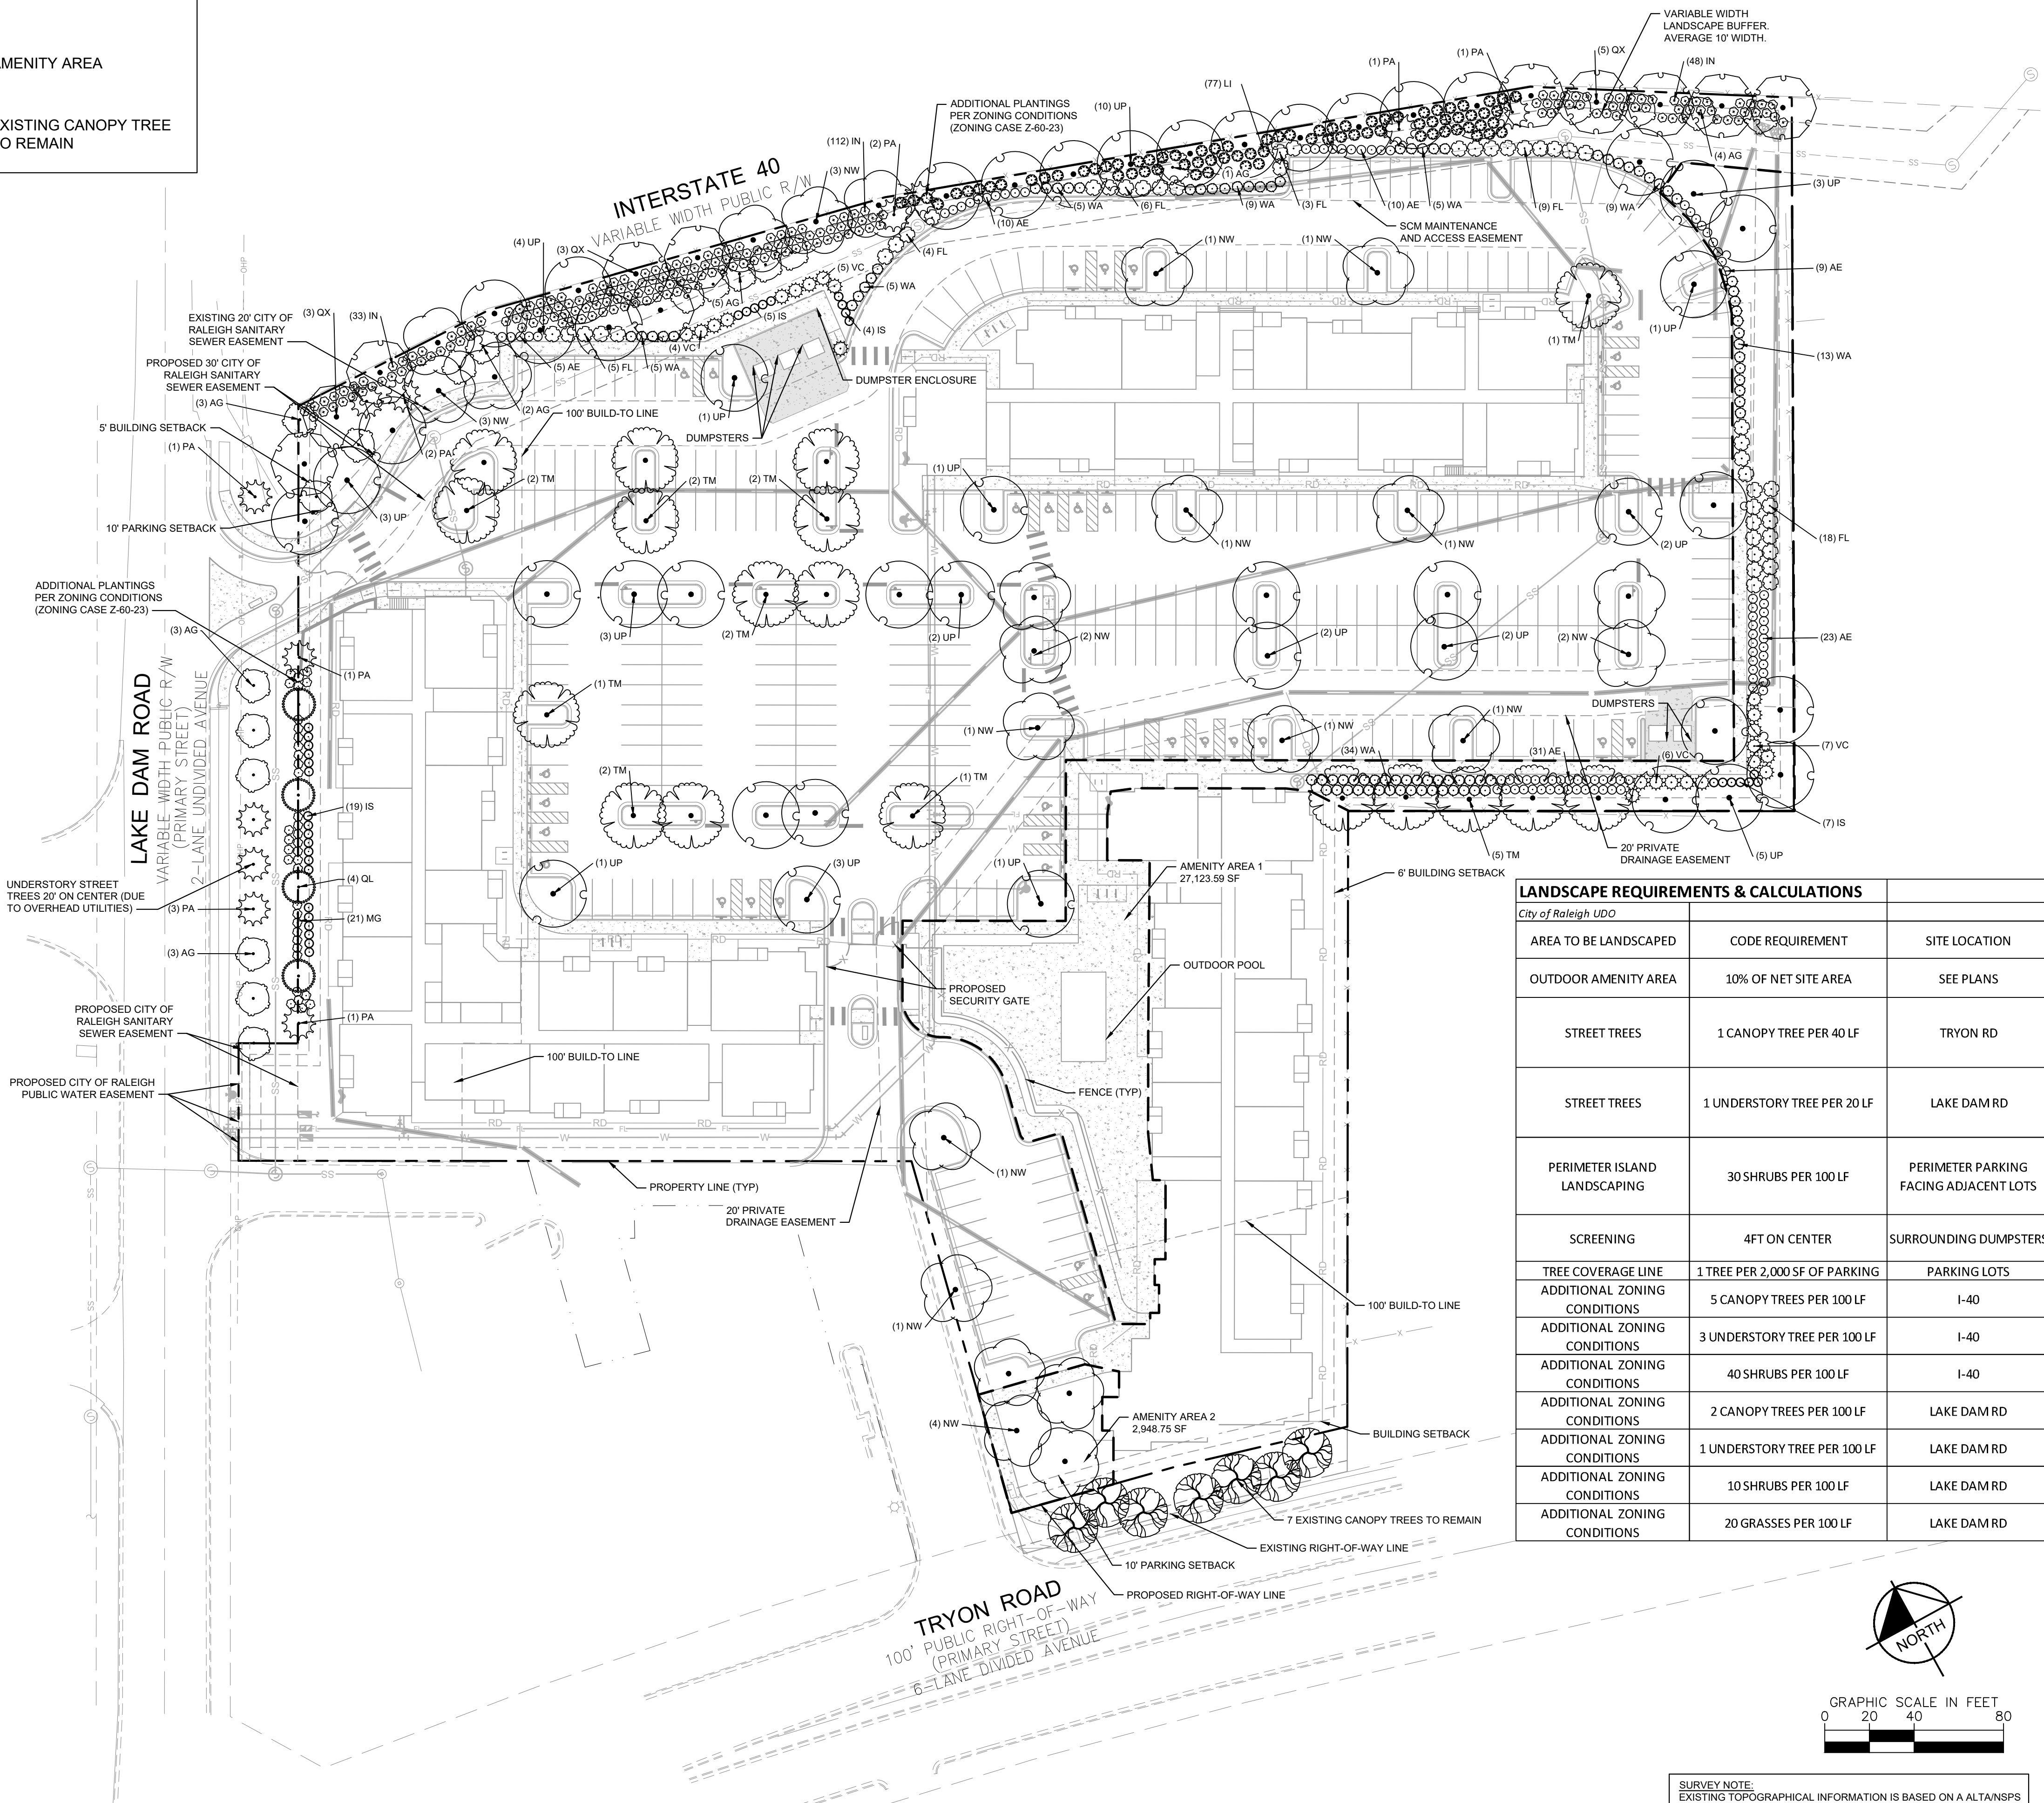 AMENITY AREA
EXISTING CANOPY TREE
TO REMAIN
VARIABLE WIDTH
LANDSCAPE BUFFER.
AVERAGE 10' WIDTH.
(1) PA
(5) QX
(1) PA
(48) IN
(77) LI
ADDITIONAL PLANTINGS
PER ZONING CONDITIONS
(ZONING CASE Z-60-23)
(10) UP
(112) IN
(2) PA
(3) NW
INTERSTATE 40
VARIABLE WIDTH PUBLIC R/W
(4) AG
(1) AG
(3) UP
(5) WA
(6) FL
(9) WA
(3) FL
(10) AE
(5) WA
(9) FL
(9) WA
(10) AE
SCM MAINTENANCE
AND ACCESS EASEMENT
(4) UP
(3) QX
(4) FL
(1) NW
(1) NW
(9) AE
(5) VC
(5) WA
(5) AG
(5) IS
(4) IS
EXISTING 20' CITY OF
RALEIGH SANITARY
SEWER EASEMENT
(3) QX
(33) IN
(1) UP
(1) TM
(4) VC
(13) WA
PROPOSED 30' CITY OF
RALEIGH SANITARY
SEWER EASEMENT
(5) AE
(5) FL
(5) WA
DUMPSTER ENCLOSURE
(3) AG
(2) AG
100' BUILD-TO LINE
(1) UP
(3) NW
5' BUILDING SETBACK
DUMPSTERS
(1) PA
(2) PA
(1) UP
(2) TM
(2) TM
(2) TM
(3) UP
10' PARKING SETBACK
(1) NW
(1) NW
(2) UP
(18) FL
ADDITIONAL PLANTINGS
PER ZONING CONDITIONS
(ZONING CASE Z-60-23)
(3) AG
(3) UP
(2) TM
(2) UP
(2) NW
(2) UP
(2) UP
(2) NW
(23) AE
(1) PA
(1) TM
LAKE DAM ROAD
VARIABLE WIDTH PUBLIC R/W
(PRIMARY STREET)
2-LANE UNDIVIDED AVENUE
DUMPSTERS
(1) NW
(1) NW
(1) NW
(34) WA
(31) AE
(6) VC
(7) VC
(2) TM
(1) TM
(19) IS
(7) IS
(5) TM
20' PRIVATE
DRAINAGE EASEMENT
(5) UP
(1) UP
(3) UP
(1) UP
AMENITY AREA 1
27,123.59 SF
6' BUILDING SETBACK
UNDERSTORY STREET
TREES 20' ON CENTER (DUE
TO OVERHEAD UTILITIES)
(4) QL
(3) PA
(21) MG
(3) AG
OUTDOOR POOL
PROPOSED
SECURITY GATE
PROPOSED CITY OF
RALEIGH SANITARY
SEWER EASEMENT
(1) PA
100' BUILD-TO LINE
PROPOSED CITY OF RALEIGH
PUBLIC WATER EASEMENT
FENCE (TYP)
(1) NW
PROPERTY LINE (TYP)
20' PRIVATE
DRAINAGE EASEMENT
100' BUILD-TO LINE
(1) NW
(4) NW
AMENITY AREA 2
2,948.75 SF
BUILDING SETBACK
7 EXISTING CANOPY TREES TO REMAIN
EXISTING RIGHT-OF-WAY LINE
10' PARKING SETBACK
PROPOSED RIGHT-OF-WAY LINE
TRYON ROAD
100' PUBLIC RIGHT-OF-WAY
(PRIMARY STREET)
6-LANE DIVIDED AVENUE
LANDSCAPE REQUIREMENTS & CALCULATIONS
City of Raleigh UDO
AREA TO BE LANDSCAPED CODE REQUIREMENT SITE LOCATION
OUTDOOR AMENITY AREA 10% OF NET SITE AREA SEE PLANS
STREET TREES 1 CANOPY TREE PER 40 LF TRYON RD
STREET TREES 1 UNDERSTORY TREE PER 20 LF LAKE DAM RD
PERIMETER ISLAND
LANDSCAPING 30 SHRUBS PER 100 LF PERIMETER PARKING
FACING ADJACENT LOTS
SCREENING 4FT ON CENTER SURROUNDING DUMPSTERS
TREE COVERAGE LINE 1 TREE PER 2,000 SF OF PARKING PARKING LOTS
ADDITIONAL ZONING
CONDITIONS 5 CANOPY TREES PER 100 LF I-40
ADDITIONAL ZONING
CONDITIONS 3 UNDERSTORY TREE PER 100 LF I-40
ADDITIONAL ZONING
CONDITIONS 40 SHRUBS PER 100 LF I-40
ADDITIONAL ZONING
CONDITIONS 2 CANOPY TREES PER 100 LF LAKE DAM RD
ADDITIONAL ZONING
CONDITIONS 1 UNDERSTORY TREE PER 100 LF LAKE DAM RD
ADDITIONAL ZONING
CONDITIONS 10 SHRUBS PER 100 LF LAKE DAM RD
ADDITIONAL ZONING
CONDITIONS 20 GRASSES PER 100 LF LAKE DAM RD
NORTH
GRAPHIC SCALE IN FEET
0 20 40 80
SURVEY NOTE:
EXISTING TOPOGRAPHICAL INFORMATION IS BASED ON A ALTA/NSPS